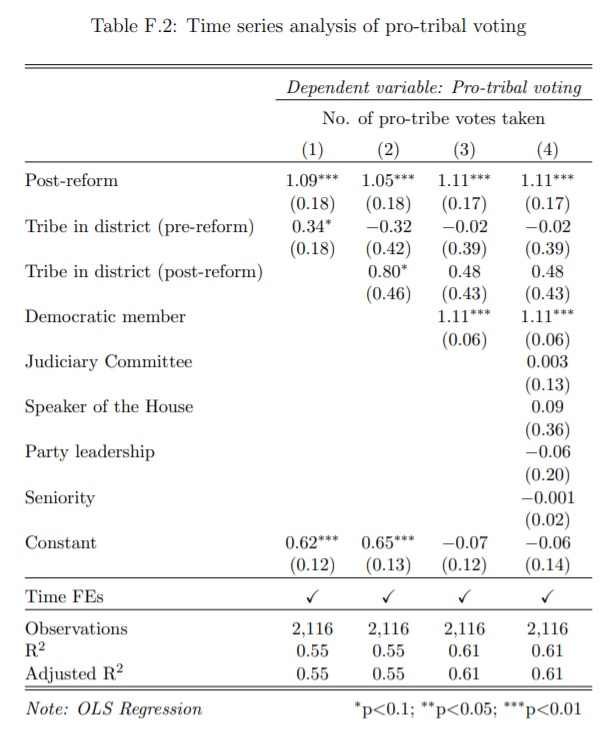 Table F.2: Time series analysis of pro-tribal voting
Dependent variable: Pro-tribal voting
No. of pro-tribe votes taken
(1) (2) (3) (4)
Post-reform 1.09*** 1.05*** 1.11*** 1.11***
(0.18) (0.18) (0.17) (0.17)
Tribe in district (pre-reform) 0.34* −0.32 −0.02 −0.02
(0.18) (0.42) (0.39) (0.39)
Tribe in district (post-reform) 0.80* 0.48 0.48
(0.46) (0.43) (0.43)
Democratic member 1.11*** 1.11***
(0.06) (0.06)
Judiciary Committee 0.003
(0.13)
Speaker of the House 0.09
(0.36)
Party leadership −0.06
(0.20)
Seniority −0.001
(0.02)
Constant 0.62*** 0.65*** −0.07 −0.06
(0.12) (0.13) (0.12) (0.14)
Time FEs ✓ ✓ ✓ ✓
Observations 2,116 2,116 2,116 2,116
R² 0.55 0.55 0.61 0.61
Adjusted R² 0.55 0.55 0.61 0.61
Note: OLS Regression *p<0.1; **p<0.05; ***p<0.01